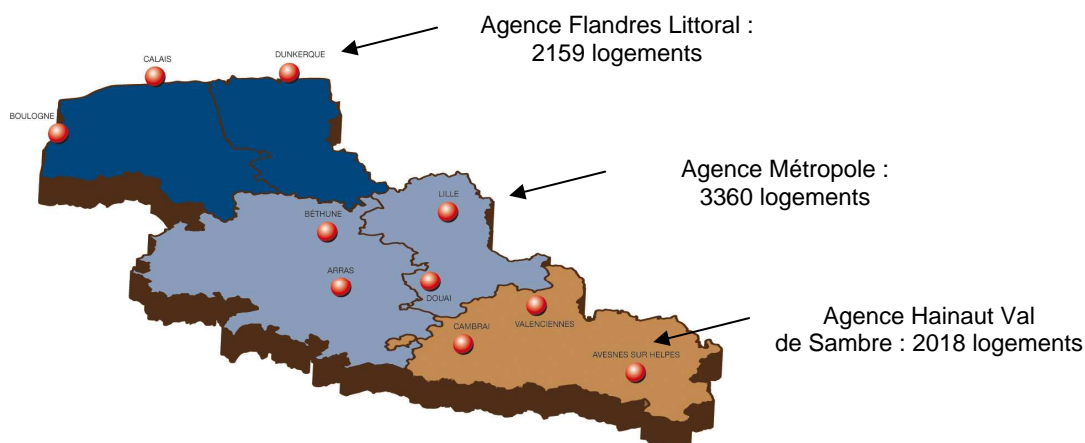 Agence Flandres Littoral :
2159 logements
DUNKERQUE
CALAIS
BOULOGNE
Agence Métropole :
3360 logements
LILLE
BÉTHUNE
ARRAS
DOUAI
Agence Hainaut Val
de Sambre : 2018 logements
VALENCIENNES
CAMBRAI
AVESNES SUR HELPES